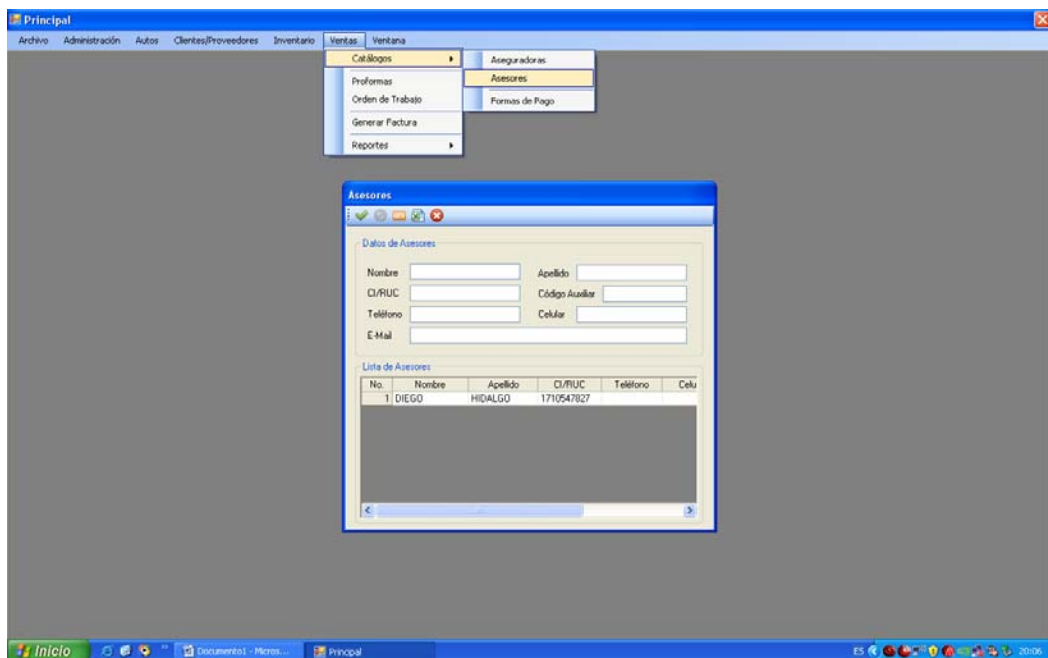 Principal
Archivo Administración Autos Clientes/Proveedores Inventario Ventas Ventana
Catálogos
Proformas
Orden de Trabajo
Generar Factura
Reportes
Aseguradoras
Asesores
Formas de Pago
Asesores
Datos de Asesores
Nombre Apellido
CI/RUC Código Auxiliar
Teléfono Celular
E-Mail
Lista de Asesores
No. Nombre Apellido CI/RUC Teléfono Celu
1 DIEGO HIDALGO 1710547827
Inicio Documento1 - Micros... Principal ES 20:06